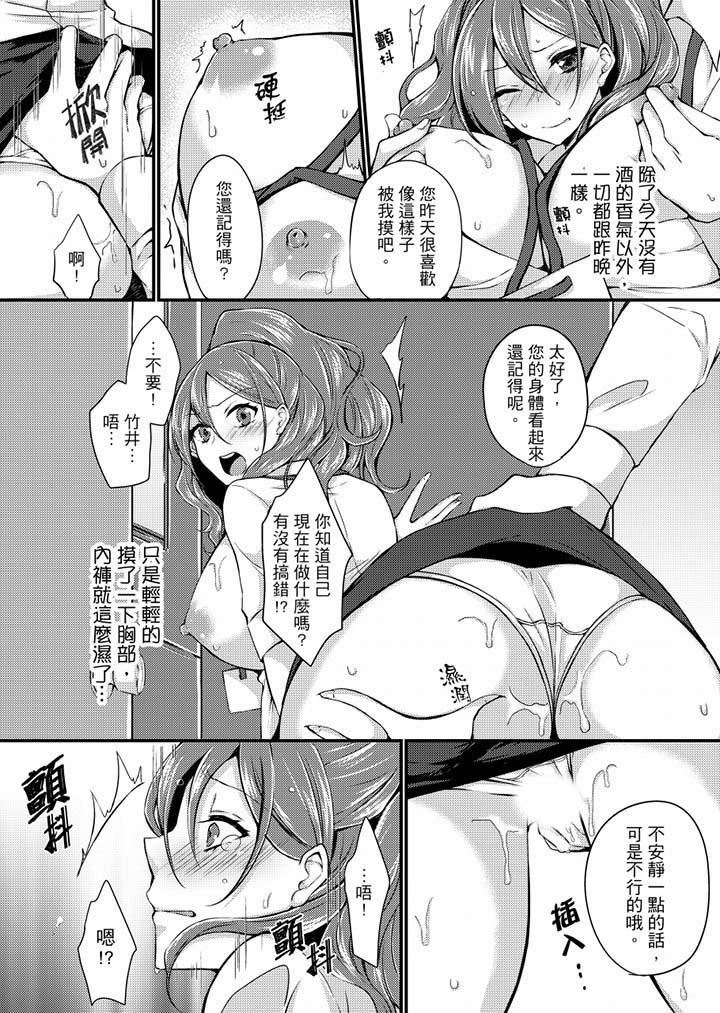 顫抖
除了今天沒有
酒的香氣以外
一切都跟昨晚
一樣。
顫抖
您昨天很喜歡
像這樣子
被我摸吧。
硬挺
您還記得嗎？
掀開
啊！
太好了，
您的身體看起來
還記得呢。
…不要！
竹井…
唔…
你知道自己
現在在做什麼嗎？
有沒有搞錯!?
濕潤
只是輕輕的
摸了一下胸部，
內褲就這麼濕了…
不安靜一點的話，
可是不行的哦。
插入…
…唔！
顫抖
顫抖
嗯!?